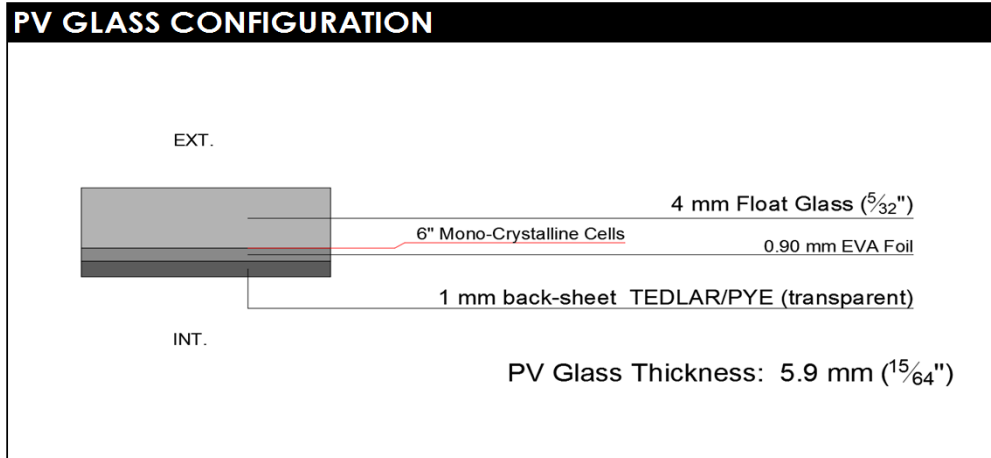 PV GLASS CONFIGURATION
EXT.
4 mm Float Glass (5/32")
6" Mono-Crystalline Cells
0.90 mm EVA Foil
1 mm back-sheet TEDLAR/PYE (transparent)
INT.
PV Glass Thickness: 5.9 mm (15/64")